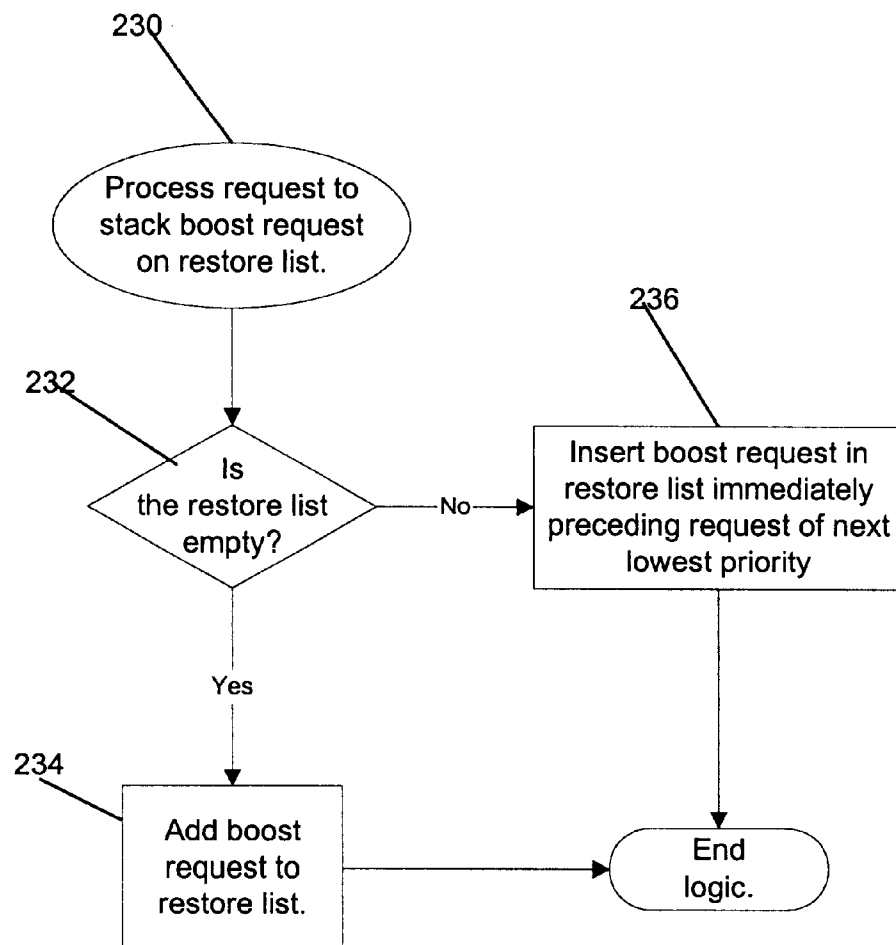 230
Process request to
stack boost request
on restore list.
232
Is
the restore list
empty?
No
236
Insert boost request in
restore list immediately
preceding request of next
lowest priority
Yes
234
Add boost
request to
restore list.
End
logic.